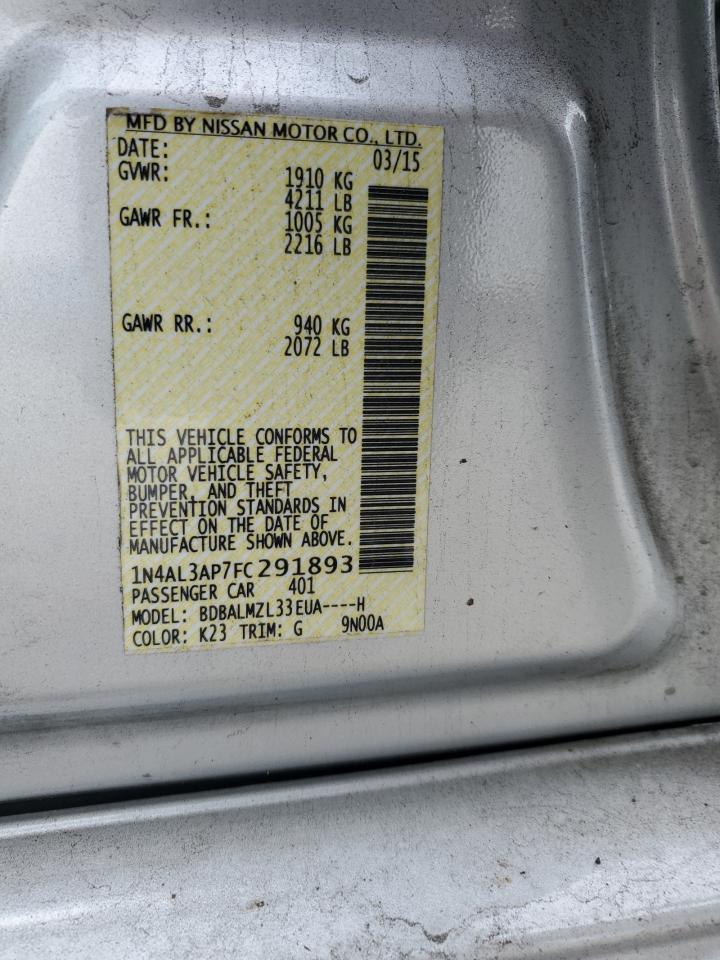 MFD BY NISSAN MOTOR CO., LTD.
DATE: 03/15
GVWR: 1910 KG
4211 LB
GAWR FR.: 1005 KG
2216 LB
GAWR RR.: 940 KG
2072 LB
THIS VEHICLE CONFORMS TO
ALL APPLICABLE FEDERAL
MOTOR VEHICLE SAFETY,
BUMPER, AND THEFT
PREVENTION STANDARDS IN
EFFECT ON THE DATE OF
MANUFACTURE SHOWN ABOVE.
1N4AL3AP7FC291893
PASSENGER CAR 401
MODEL: BDBALMZL33EUA----H
COLOR: K23 TRIM: G 9N00A